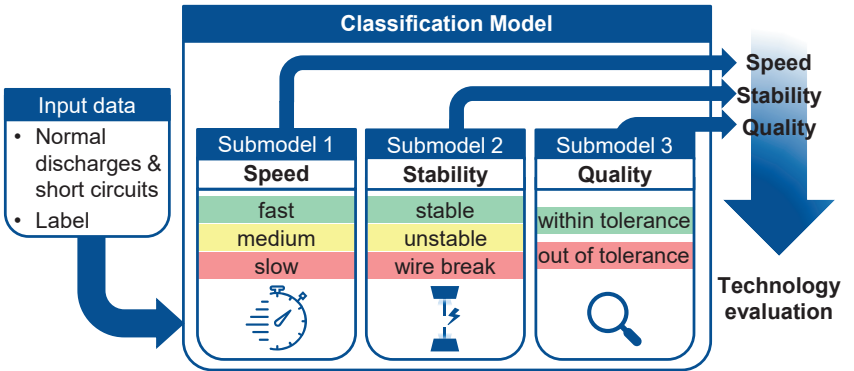 Classification Model
Input data
• Normal
discharges &
short circuits
• Label
Submodel 1
Speed
fast
medium
slow
Submodel 2
Stability
stable
unstable
wire break
Submodel 3
Quality
within tolerance
out of tolerance
Speed
Stability
Quality
Technology
evaluation